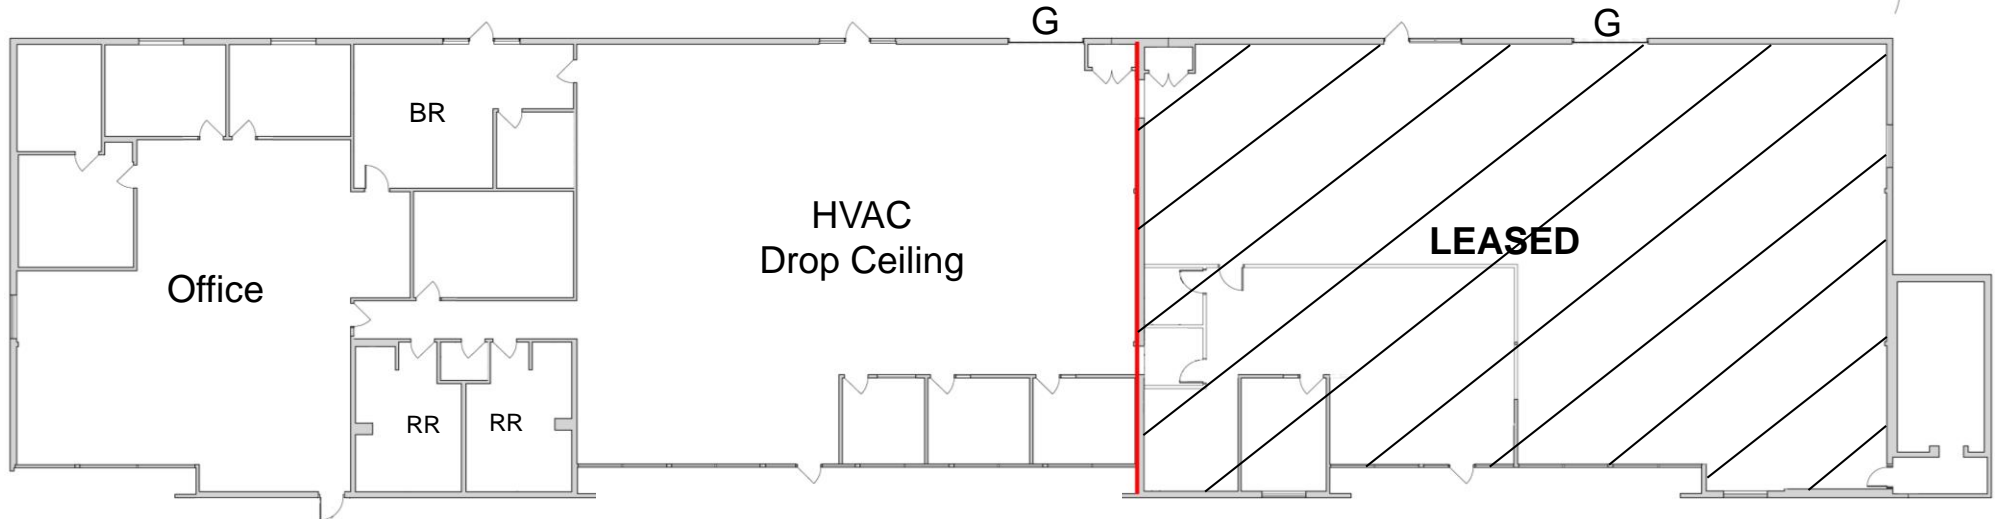 G
G
BR
HVAC
Drop Ceiling
LEASED
Office
RR
RR